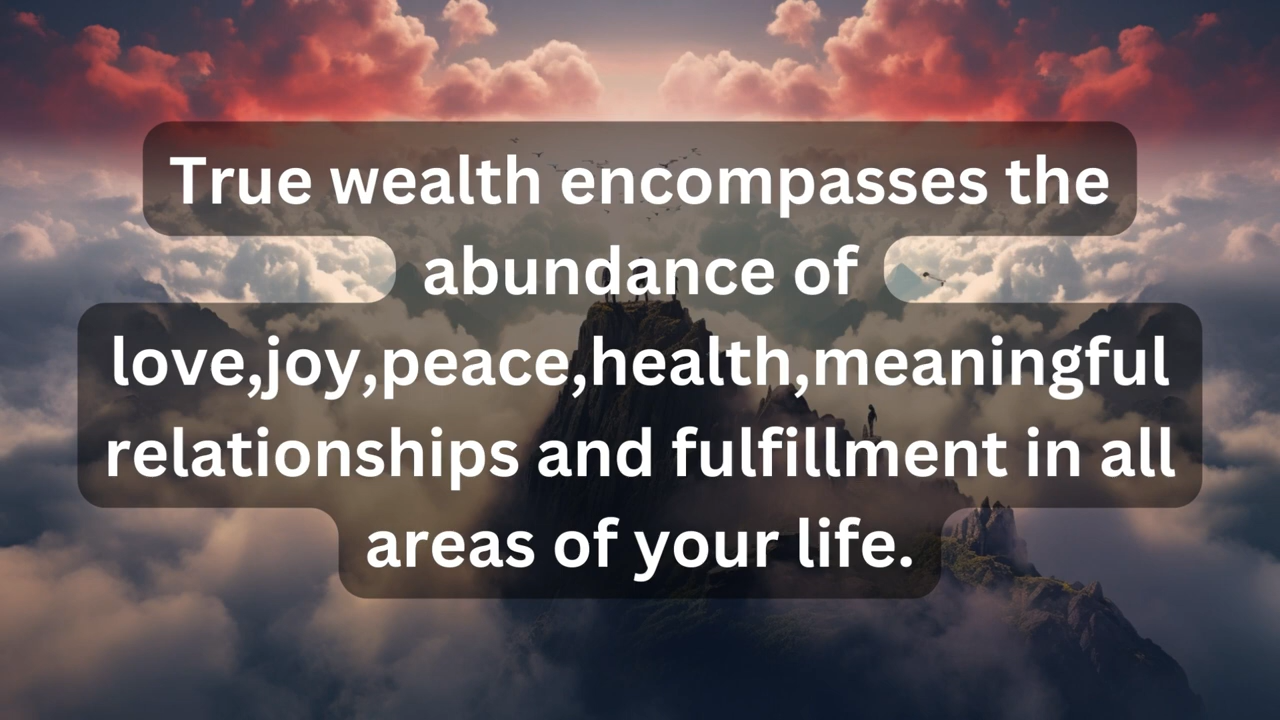 True wealth encompasses the
abundance of
love,joy,peace,health,meaningful
relationships and fulfillment in all
areas of your life.